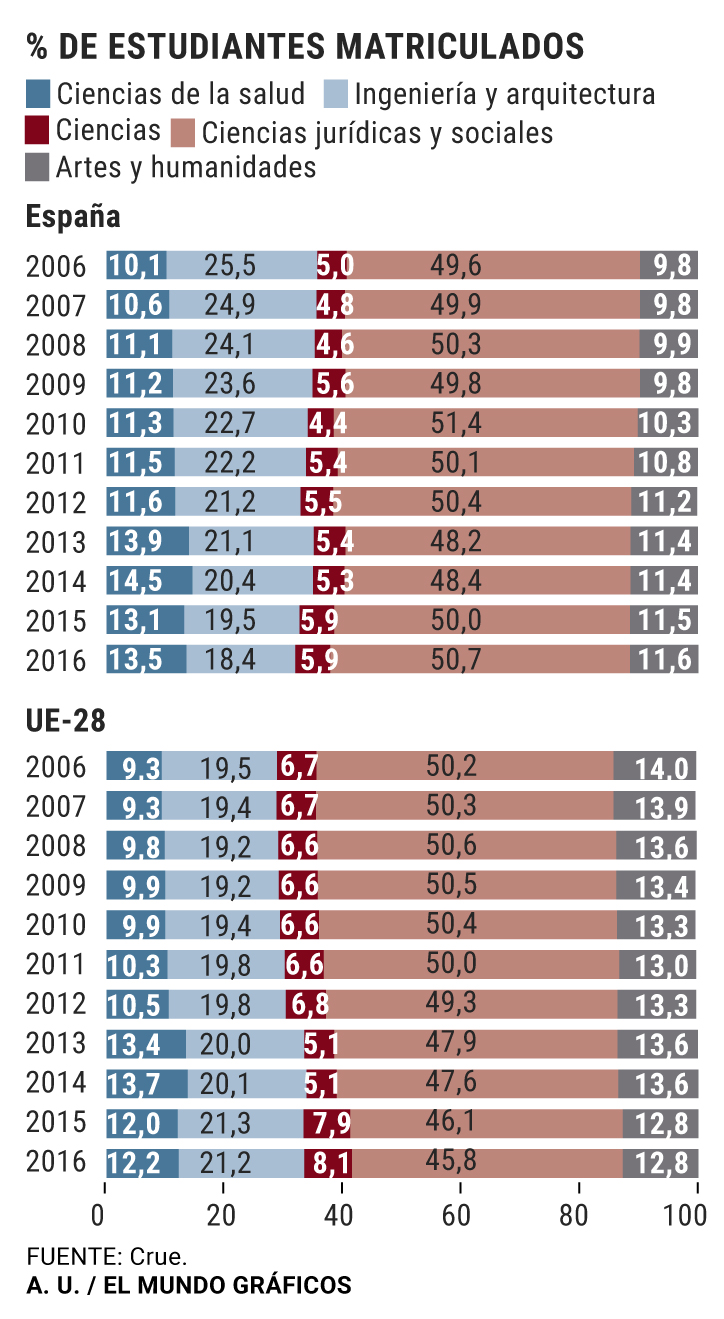 % DE ESTUDIANTES MATRICULADOS
Ciencias de la salud Ingeniería y arquitectura
Ciencias Ciencias jurídicas y sociales
Artes y humanidades
España
2006 10,1 25,5 5,0 49,6 9,8
2007 10,6 24,9 4,8 49,9 9,8
2008 11,1 24,1 4,6 50,3 9,9
2009 11,2 23,6 5,6 49,8 9,8
2010 11,3 22,7 4,4 51,4 10,3
2011 11,5 22,2 5,4 50,1 10,8
2012 11,6 21,2 5,5 50,4 11,2
2013 13,9 21,1 5,4 48,2 11,4
2014 14,5 20,4 5,3 48,4 11,4
2015 13,1 19,5 5,9 50,0 11,5
2016 13,5 18,4 5,9 50,7 11,6
UE-28
2006 9,3 19,5 6,7 50,2 14,0
2007 9,3 19,4 6,7 50,3 13,9
2008 9,8 19,2 6,6 50,6 13,6
2009 9,9 19,2 6,6 50,5 13,4
2010 9,9 19,4 6,6 50,4 13,3
2011 10,3 19,8 6,6 50,0 13,0
2012 10,5 19,8 6,8 49,3 13,3
2013 13,4 20,0 5,1 47,9 13,6
2014 13,7 20,1 5,1 47,6 13,6
2015 12,0 21,3 7,9 46,1 12,8
2016 12,2 21,2 8,1 45,8 12,8
0 20 40 60 80 100
FUENTE: Crue.
A. U. / EL MUNDO GRÁFICOS